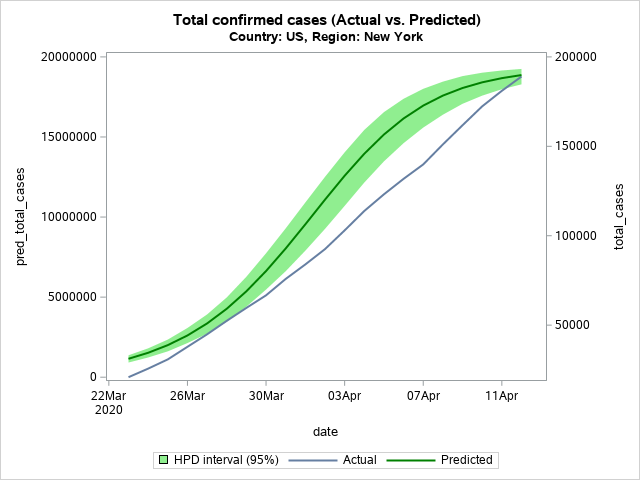 Total confirmed cases (Actual vs. Predicted)
Country: US, Region: New York
20000000
15000000
10000000
5000000
0
pred_total_cases
200000
150000
100000
50000
total_cases
22Mar 26Mar 30Mar 03Apr 07Apr 11Apr
2020
date
HPD interval (95%) Actual Predicted